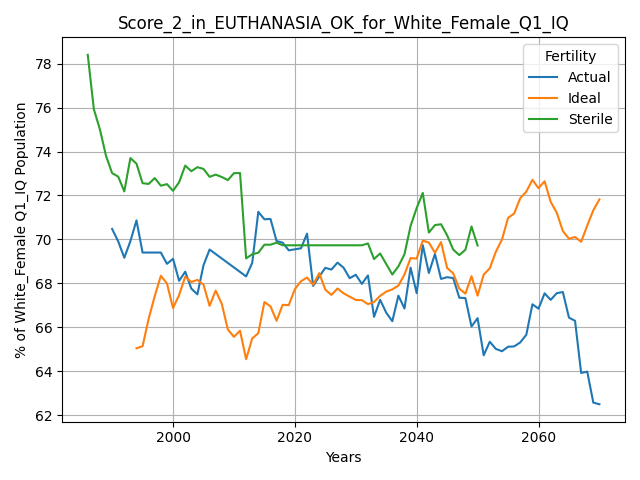 Score_2_in_EUTHANASIA_OK_for_White_Female_Q1_IQ
% of White_Female Q1_IQ Population
78
76
74
72
70
68
66
64
62
Fertility
Actual
Ideal
Sterile
2000 2020 2040 2060
Years